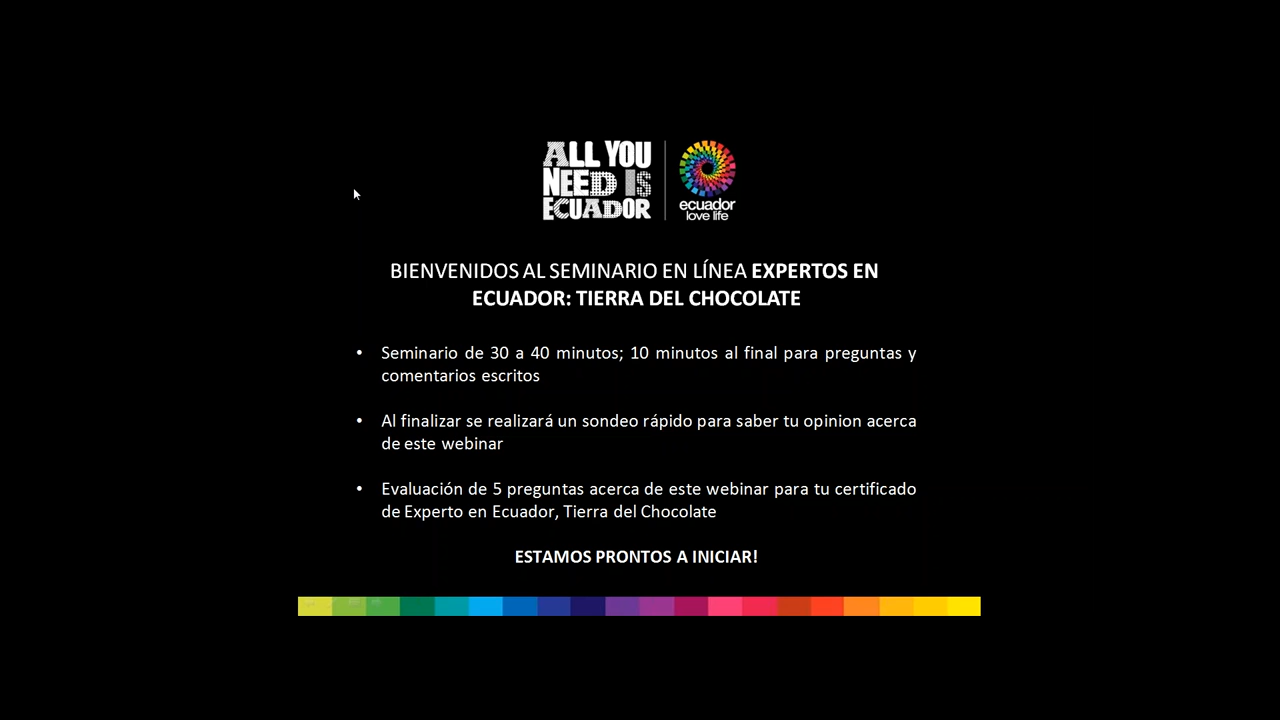 ALL YOU
NEED IS
ECUADOR
ecuador
love life
BIENVENIDOS AL SEMINARIO EN LÍNEA EXPERTOS EN
ECUADOR: TIERRA DEL CHOCOLATE
• Seminario de 30 a 40 minutos; 10 minutos al final para preguntas y
comentarios escritos
• Al finalizar se realizará un sondeo rápido para saber tu opinion acerca
de este webinar
• Evaluación de 5 preguntas acerca de este webinar para tu certificado
de Experto en Ecuador, Tierra del Chocolate
ESTAMOS PRONTOS A INICIAR!